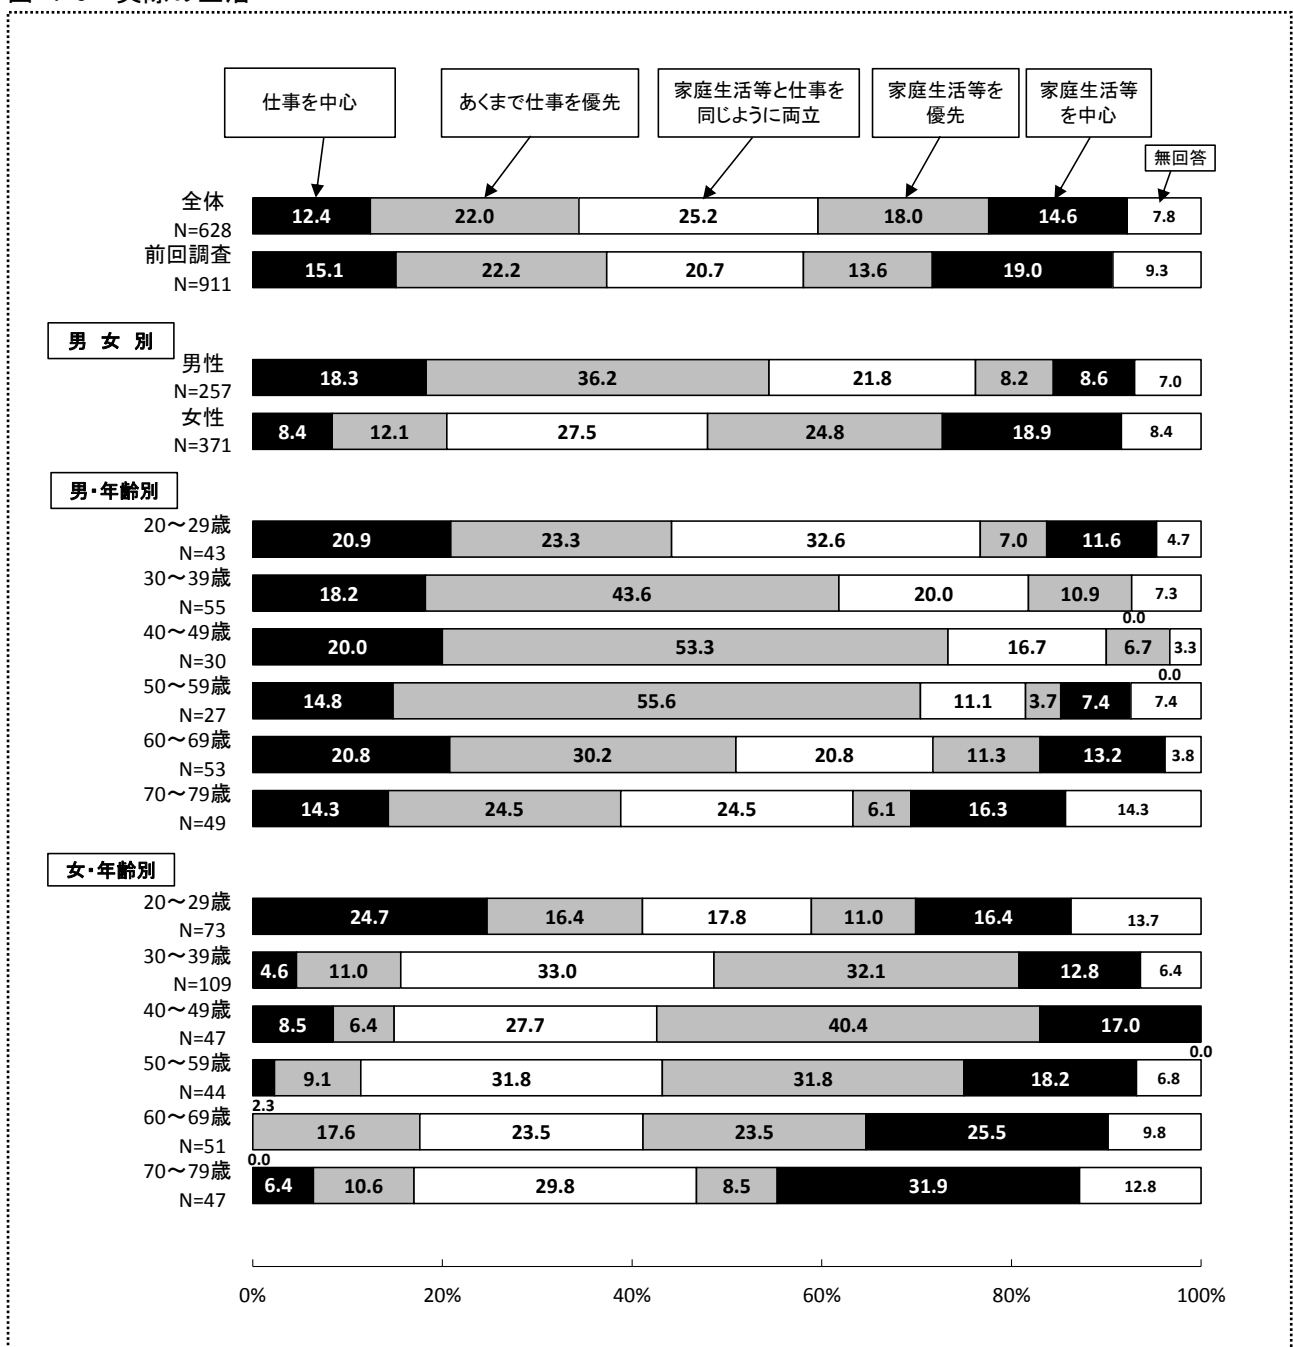 仕事を中心
あくまで仕事を優先
家庭生活等と仕事を
同じように両立
家庭生活等を
優先
家庭生活等
を中心
無回答
全体
N=628
12.4 22.0 25.2 18.0 14.6 7.8
前回調査
N=911
15.1 22.2 20.7 13.6 19.0 9.3
男 女 別
男性
N=257
18.3 36.2 21.8 8.2 8.6 7.0
女性
N=371
8.4 12.1 27.5 24.8 18.9 8.4
男・年齢別
20～29歳
N=43
20.9 23.3 32.6 7.0 11.6 4.7
30～39歳
N=55
18.2 43.6 20.0 10.9 7.3
0.0
40～49歳
N=30
20.0 53.3 16.7 6.7 3.3
0.0
50～59歳
N=27
14.8 55.6 11.1 3.7 7.4 7.4
60～69歳
N=53
20.8 30.2 20.8 11.3 13.2 3.8
70～79歳
N=49
14.3 24.5 24.5 6.1 16.3 14.3
女・年齢別
20～29歳
N=73
24.7 16.4 17.8 11.0 16.4 13.7
30～39歳
N=109
4.6 11.0 33.0 32.1 12.8 6.4
40～49歳
N=47
8.5 6.4 27.7 40.4 17.0
0.0
50～59歳
N=44
9.1 31.8 31.8 18.2 6.8
2.3
60～69歳
N=51
17.6 23.5 23.5 25.5 9.8
0.0
70～79歳
N=47
6.4 10.6 29.8 8.5 31.9 12.8
0% 20% 40% 60% 80% 100%